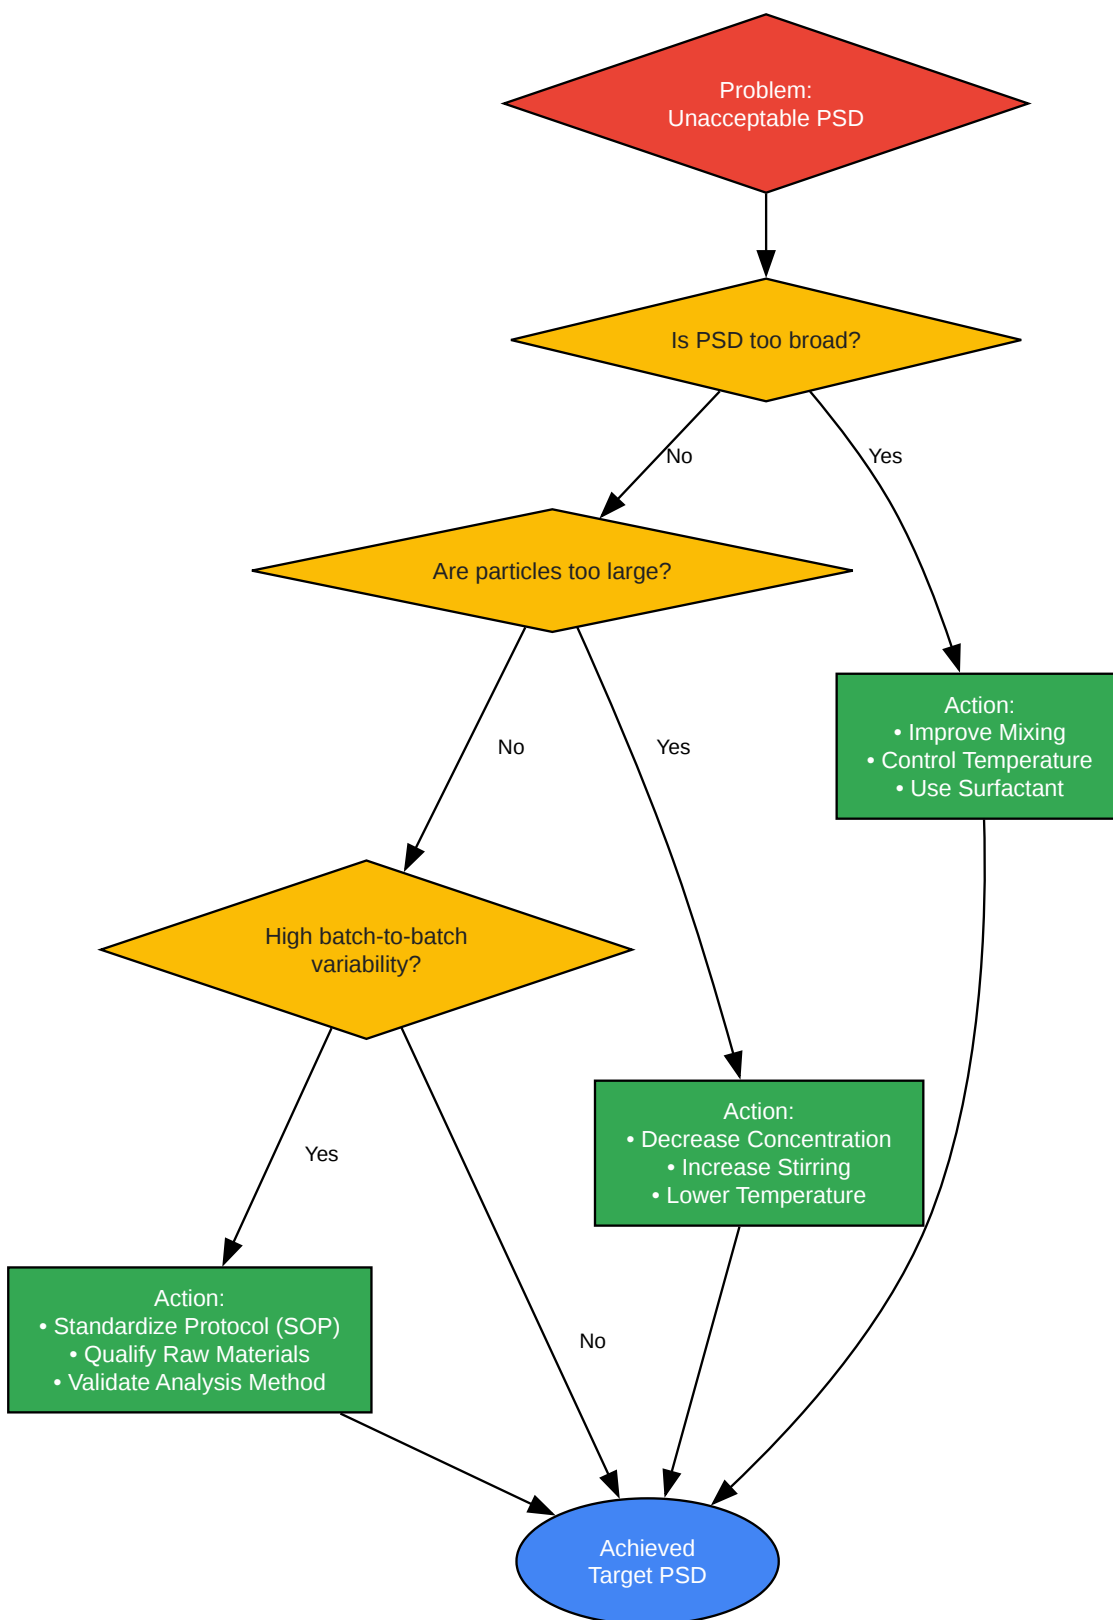 Problem:
Unacceptable PSD
Is PSD too broad?
No
Yes
Are particles too large?
No
Yes
Action:
• Improve Mixing
• Control Temperature
• Use Surfactant
High batch-to-batch
variability?
Yes
No
Action:
• Decrease Concentration
• Increase Stirring
• Lower Temperature
Action:
• Standardize Protocol (SOP)
• Qualify Raw Materials
• Validate Analysis Method
Achieved
Target PSD